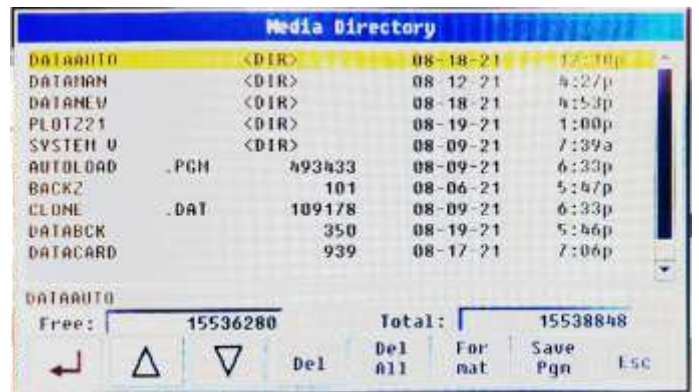 Media Directory
DATAAUTO <DIR> 08-18-21 12:10p
DATAMAN <DIR> 08-12-21 4:27p
DATANEW <DIR> 08-18-21 4:53p
PLOTZ21 <DIR> 08-19-21 1:00p
SYSTEM V <DIR> 08-09-21 7:39a
AUTOLOAD .PGM 493433 08-09-21 6:33p
BACKZ 101 08-06-21 5:47p
CLONE .DAT 109178 08-09-21 6:33p
DATABCK 350 08-19-21 5:46p
DATACARD 939 08-17-21 7:06p
DATAAUTO
Free: 15536280 Total: 15538848
Del Del All For mat Save Pgm Esc